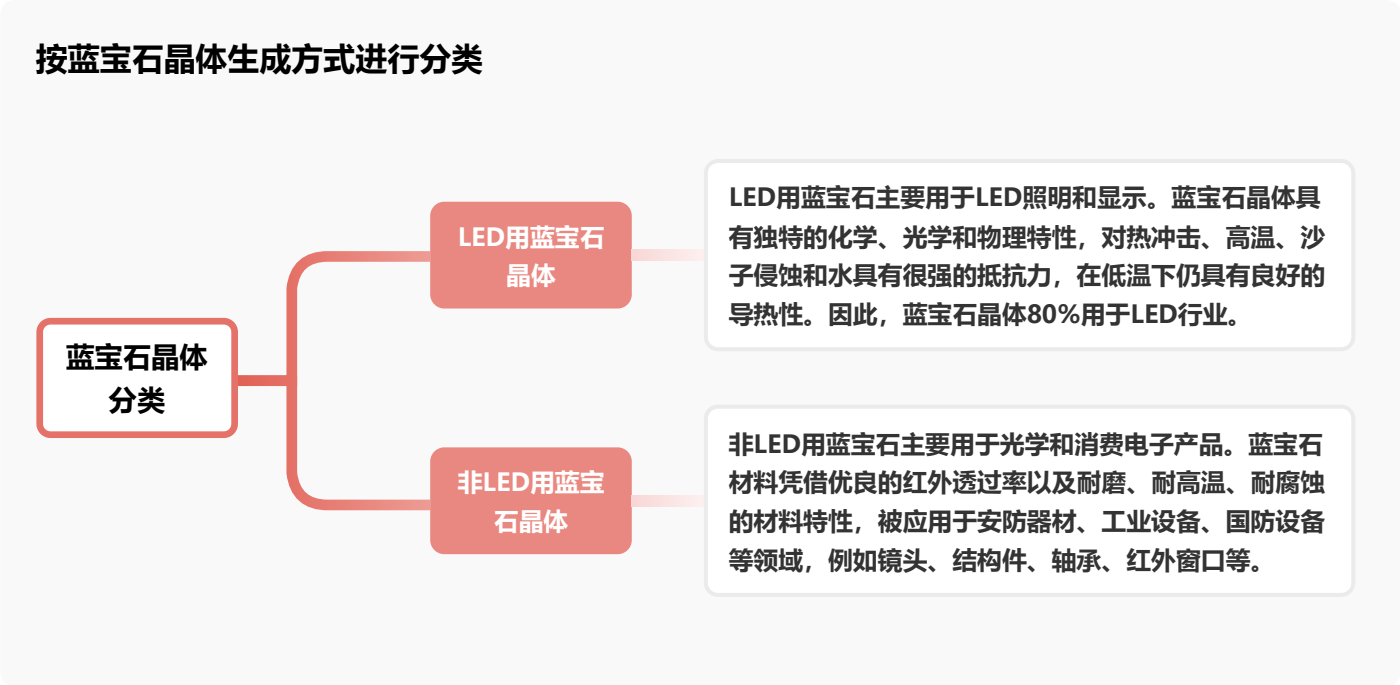 按蓝宝石晶体生成方式进行分类
蓝宝石晶体
分类
LED用蓝宝石
晶体
LED用蓝宝石主要用于LED照明和显示。蓝宝石晶体具
有独特的化学、光学和物理特性，对热冲击、高温、沙
子侵蚀和水具有很强的抵抗力，在低温下仍具有良好的
导热性。因此，蓝宝石晶体80%用于LED行业。
非LED用蓝宝
石晶体
非LED用蓝宝石主要用于光学和消费电子产品。蓝宝石
材料凭借优良的红外透过率以及耐磨、耐高温、耐腐蚀
的材料特性，被应用于安防器材、工业设备、国防设备
等领域，例如镜头、结构件、轴承、红外窗口等。